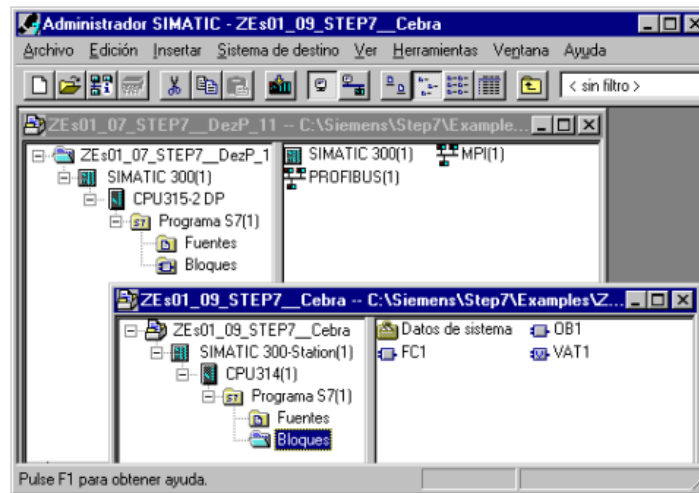 Administrador SIMATIC - ZEs01_09_STEP7__Cebra
Archivo Edición Insertar Sistema de destino Ver Herramientas Ventana Ayuda
< sin filtro >
ZEs01_07_STEP7__DezP_11 -- C:\Siemens\Step7\Example...
ZEs01_07_STEP7__DezP_1
SIMATIC 300(1)
CPU315-2 DP
Programa S7(1)
Fuentes
Bloques
SIMATIC 300(1) MPI(1)
PROFIBUS(1)
ZEs01_09_STEP7__Cebra -- C:\Siemens\Step7\Examples\Z...
ZEs01_09_STEP7__Cebra
SIMATIC 300-Station(1)
CPU314(1)
Programa S7(1)
Fuentes
Bloques
Datos de sistema OB1
FC1 VAT1
Pulse F1 para obtener ayuda.